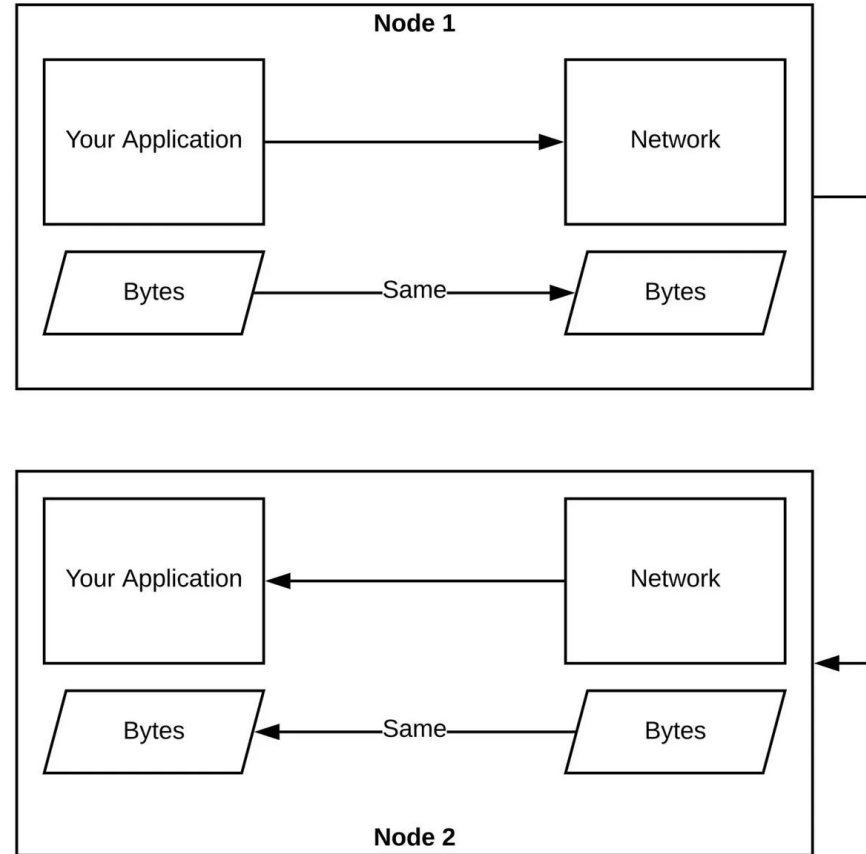 Node 1
Your Application
Network
Bytes
Same
Bytes
Your Application
Network
Bytes
Same
Bytes
Node 2